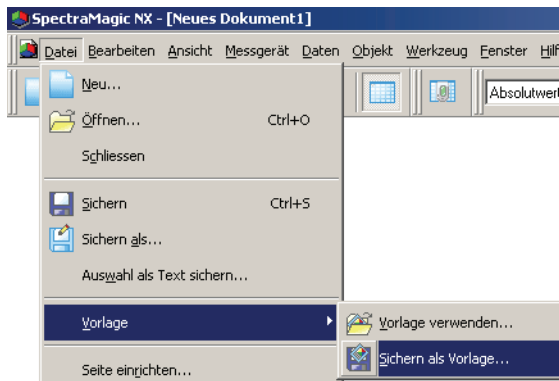 SpectraMagic NX - [Neues Dokument1]
Datei Bearbeiten Ansicht Messgerät Daten Objekt Werkzeug Fenster Hilf
Neu...
Absolutwert
Öffnen... Ctrl+O
Schliessen
Sichern Ctrl+S
Sichern als...
Auswahl als Text sichern...
Vorlage
Vorlage verwenden...
Sichern als Vorlage...
Seite einrichten...